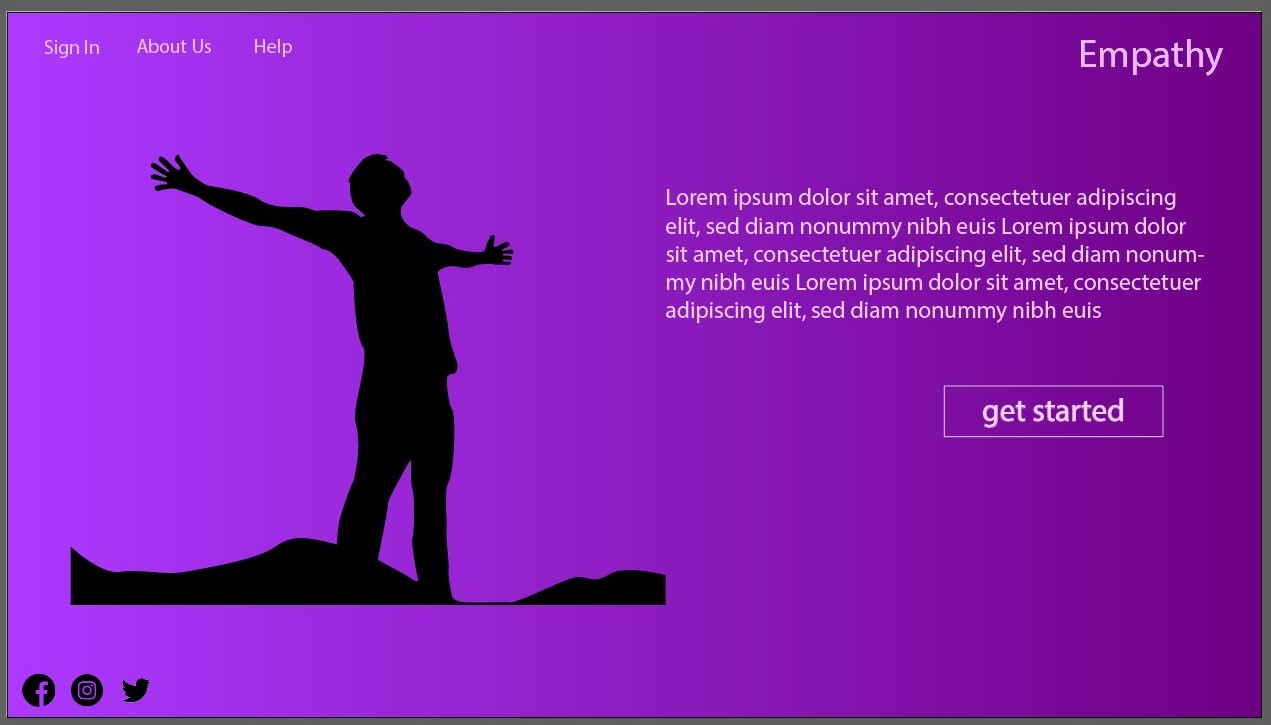 Sign In About Us Help
Empathy
Lorem ipsum dolor sit amet, consectetuer adipiscing
elit, sed diam nonummy nibh euis Lorem ipsum dolor
sit amet, consectetuer adipiscing elit, sed diam nonum-
my nibh euis Lorem ipsum dolor sit amet, consectetuer
adipiscing elit, sed diam nonummy nibh euis
get started